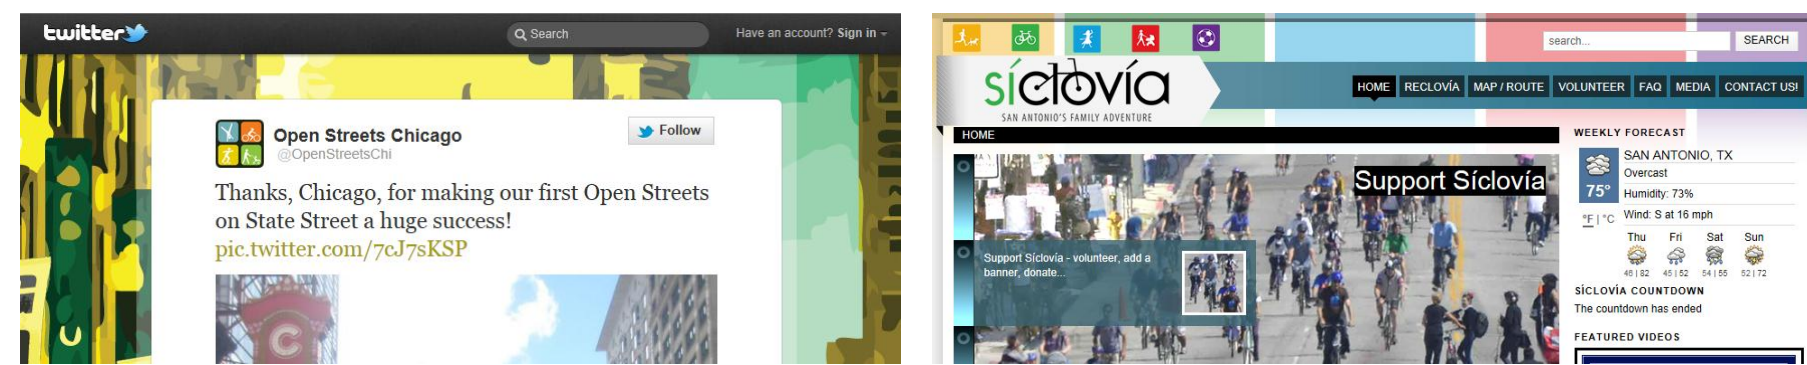 twitter
Search
Have an account? Sign in
Open Streets Chicago
@OpenStreetsChi
Follow
Thanks, Chicago, for making our first Open Streets
on State Street a huge success!
pic.twitter.com/7cJ7sKSP
C
search...
SEARCH
síclovía
SAN ANTONIO'S FAMILY ADVENTURE
HOME RECLOVÍA MAP / ROUTE VOLUNTEER FAQ MEDIA CONTACT US!
HOME
Support Síclovía
Support Síclovía - volunteer, add a
banner, donate...
WEEKLY FORECAST
SAN ANTONIO, TX
Overcast
75°
Humidity: 73%
°F | °C
Wind: S at 16 mph
Thu Fri Sat Sun
46 | 82 45 | 52 54 | 55 52 | 72
SÍCLOVÍA COUNTDOWN
The countdown has ended
FEATURED VIDEOS